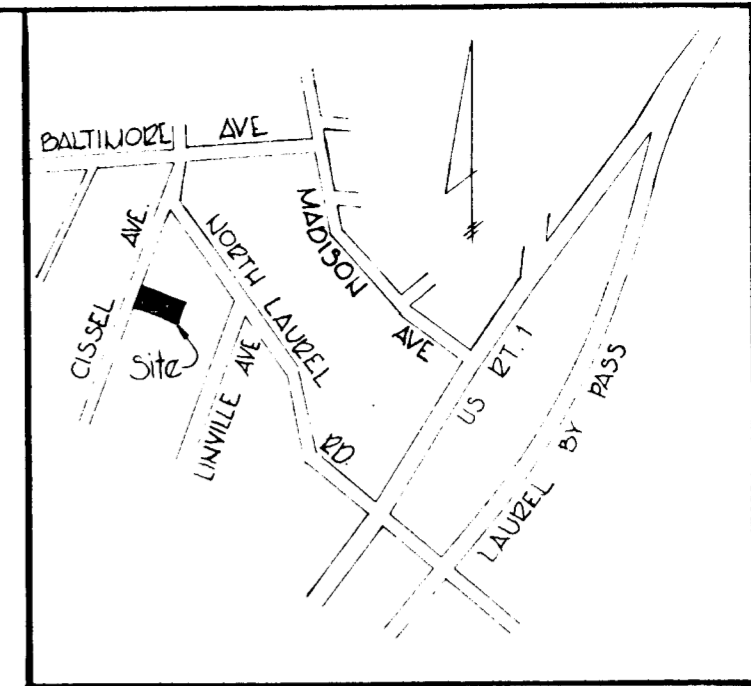 BALTIMORE AVE
CISSEL AVE.
Site
NORTH LAUREL RD.
LINVILLE AVE
MADISON AVE
US RT. 1
LAUREL BY PASS